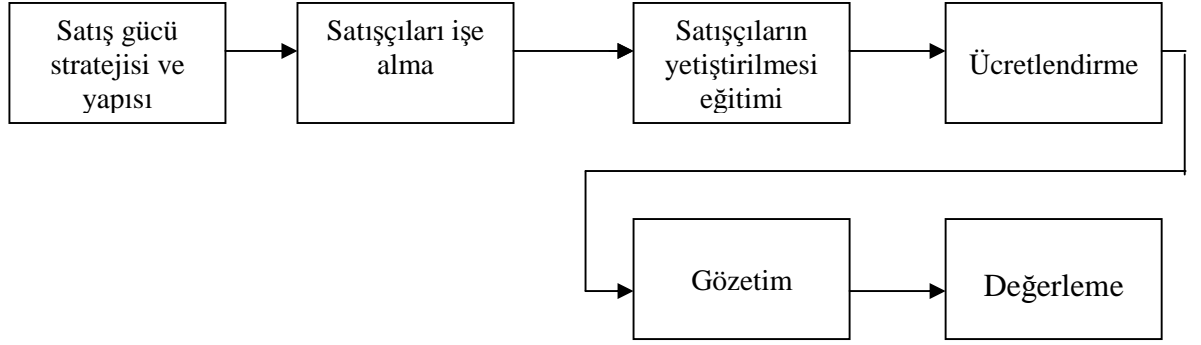 Satış gücü
stratejisi ve
yapısı
Satışçıları işe
alma
Satışçıların
yetiştirilmesi
eğitimi
Ücretlendirme
Gözetim
Değerleme